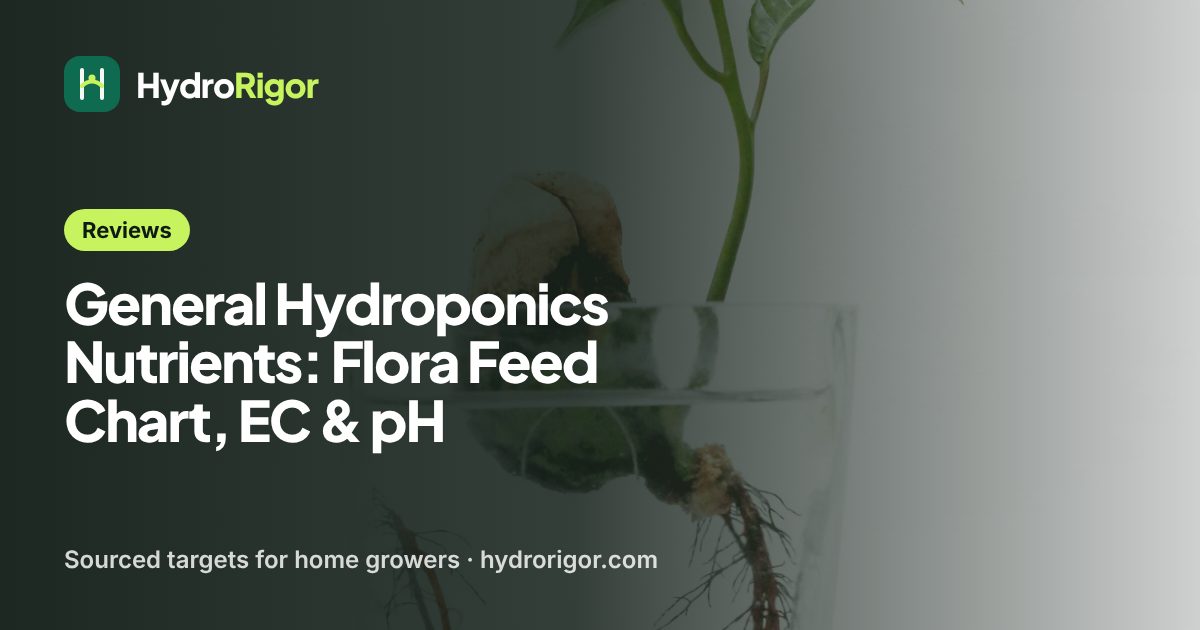 HydroRigor
Reviews
General Hydroponics
Nutrients: Flora Feed
Chart, EC & pH
Sourced targets for home growers · hydrorigor.com